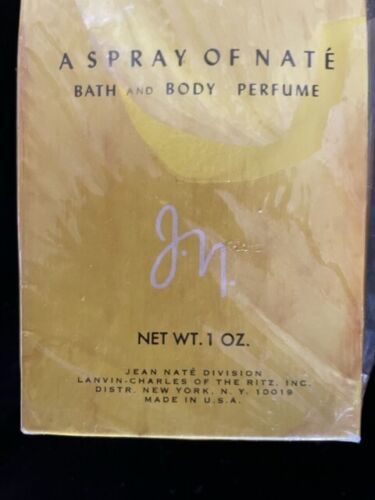 A SPRAY OF NATÉ
BATH AND BODY PERFUME
J.N.
NET WT. 1 OZ.
JEAN NATÉ DIVISION
LANVIN-CHARLES OF THE RITZ, INC.
DISTR. NEW YORK, N. Y. 10019
MADE IN U.S.A.